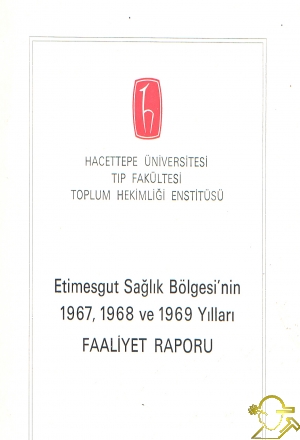 HACETTEPE ÜNİVERSİTESİ
TIP FAKÜLTESİ
TOPLUM HEKİMLİĞİ ENSTİTÜSÜ
Etimesgut Sağlık Bölgesi'nin
1967, 1968 ve 1969 Yılları
FAALİYET RAPORU